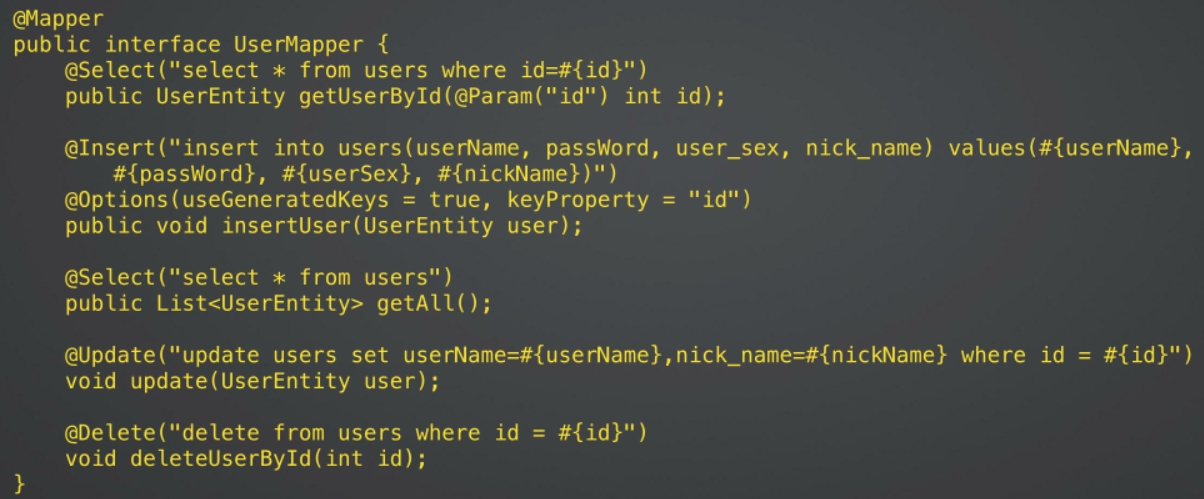 @Mapper
public interface UserMapper {
    @Select("select * from users where id=#{id}")
    public UserEntity getUserById(@Param("id") int id);

    @Insert("insert into users(userName, passWord, user_sex, nick_name) values(#{userName},
        #{passWord}, #{userSex}, #{nickName})")
    @Options(useGeneratedKeys = true, keyProperty = "id")
    public void insertUser(UserEntity user);

    @Select("select * from users")
    public List<UserEntity> getAll();

    @Update("update users set userName=#{userName},nick_name=#{nickName} where id = #{id}")
    void update(UserEntity user);

    @Delete("delete from users where id = #{id}")
    void deleteUserById(int id);
}